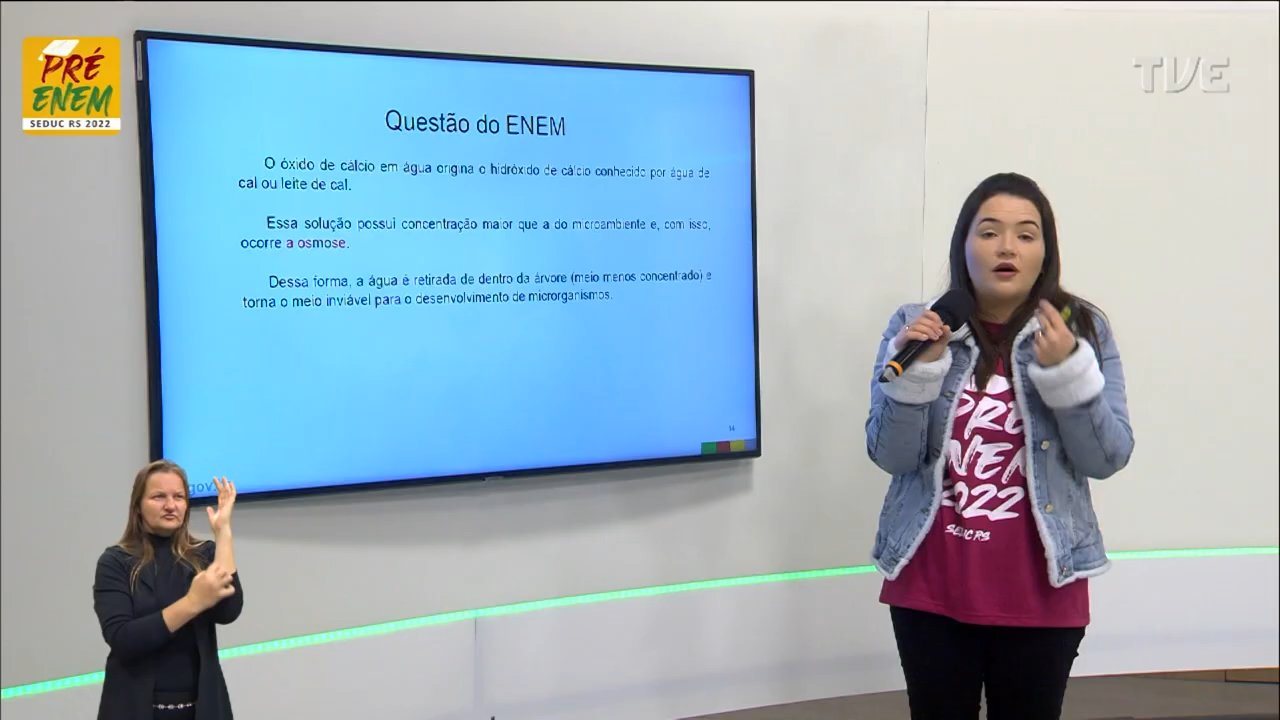 PRÉ
ENEM
SEDUC RS 2022
TVE
Questão do ENEM
O óxido de cálcio em água origina o hidróxido de cálcio conhecido por água de
cal ou leite de cal.
Essa solução possui concentração maior que a do microambiente e, com isso,
ocorre a osmose.
Dessa forma, a água é retirada de dentro da árvore (meio menos concentrado) e
torna o meio inviável para o desenvolvimento de microrganismos.
14
gov.
PRÉ
ENEM
2022
SEDUC RS